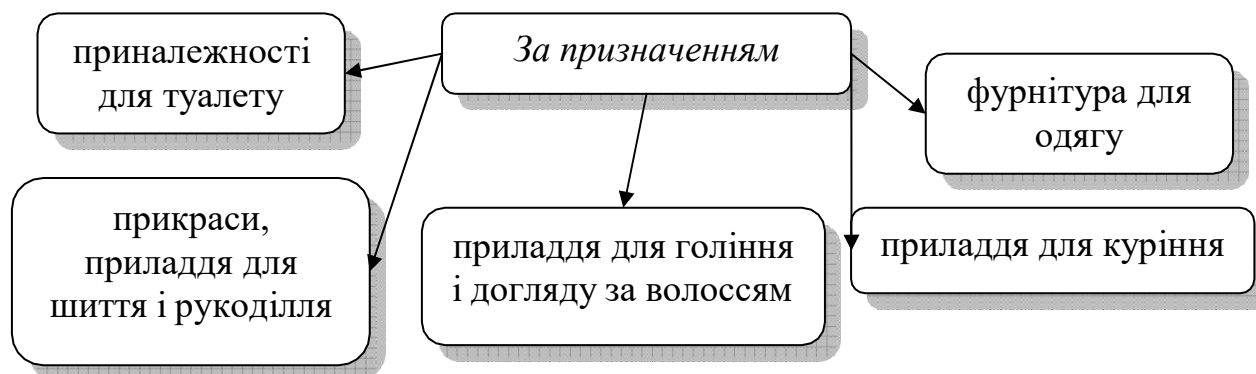 приналежності
для туалету
За призначенням
фурнітура для
одягу
прикраси,
приладдя для
шиття і рукоділля
приладдя для гоління
і догляду за волоссям
приладдя для куріння